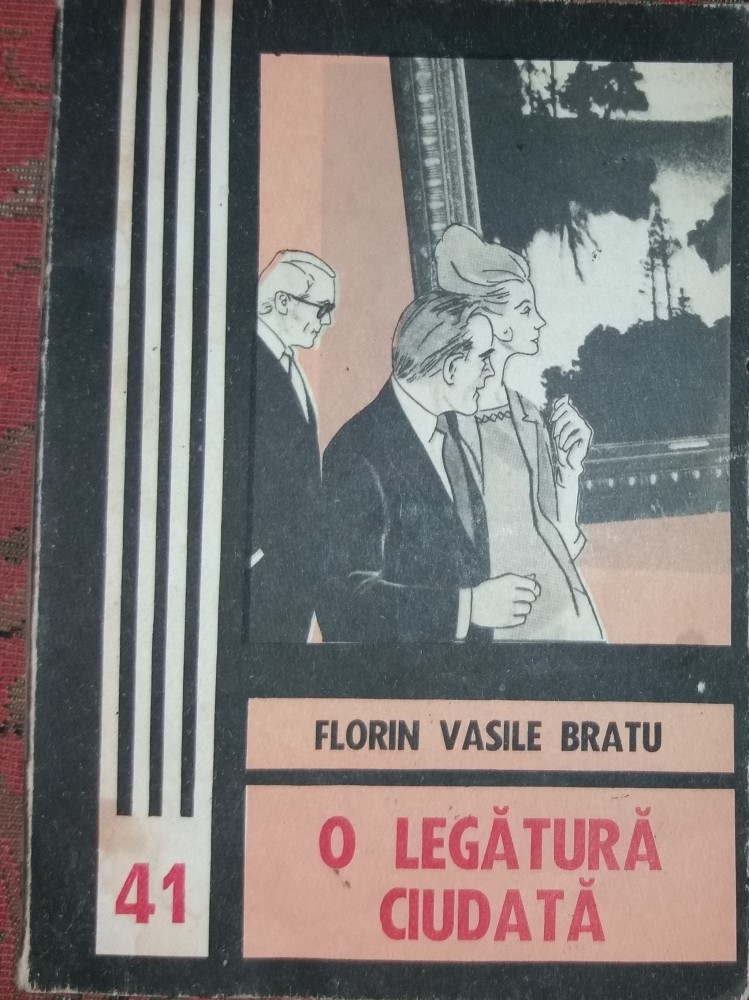 FLORIN VASILE BRATU
O LEGĂTURĂ
CIUDATĂ
41